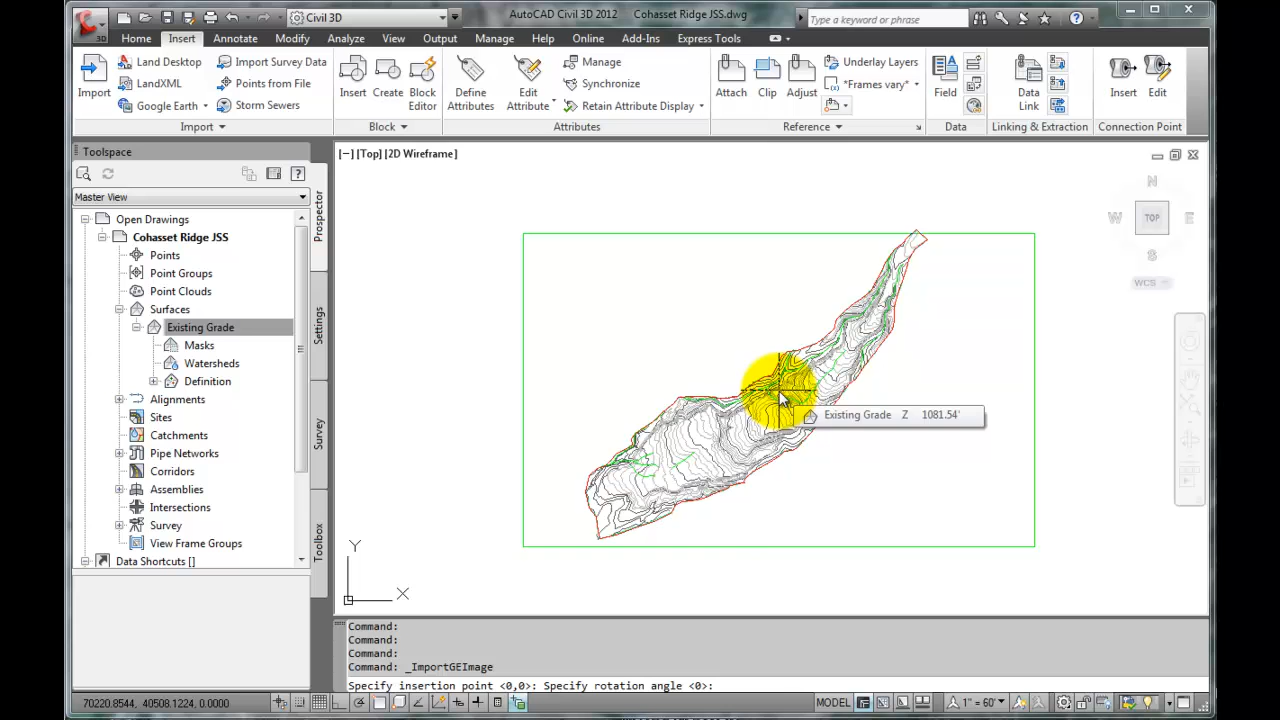 Civil 3D
AutoCAD Civil 3D 2012 Cohasset Ridge JSS.dwg
Type a keyword or phrase
3D
Home Insert Annotate Modify Analyze View Output Manage Help Online Add-Ins Express Tools
Import
Land Desktop
LandXML
Google Earth
Import Survey Data
Points from File
Storm Sewers
Import
Insert
Create
Block Editor
Block
Define Attributes
Edit Attribute
Manage
Synchronize
Retain Attribute Display
Attributes
Attach
Clip
Adjust
Underlay Layers
*Frames vary*
Reference
Field
Data
Data Link
Linking & Extraction
Insert
Edit
Connection Point
Toolspace
Master View
Open Drawings
Cohasset Ridge JSS
Points
Point Groups
Point Clouds
Surfaces
Existing Grade
Masks
Watersheds
Definition
Alignments
Sites
Catchments
Pipe Networks
Corridors
Assemblies
Intersections
Survey
View Frame Groups
Data Shortcuts []
Prospector
Settings
Survey
Toolbox
[−] [Top] [2D Wireframe]
N
W TOP E
S
WCS
Existing Grade Z 1081.54'
Y
X
Command:
Command:
Command:
Command: _ImportGEImage
Specify insertion point <0,0>: Specify rotation angle <0>:
70220.8544, 40508.1224, 0.0000
MODEL
1" = 60'